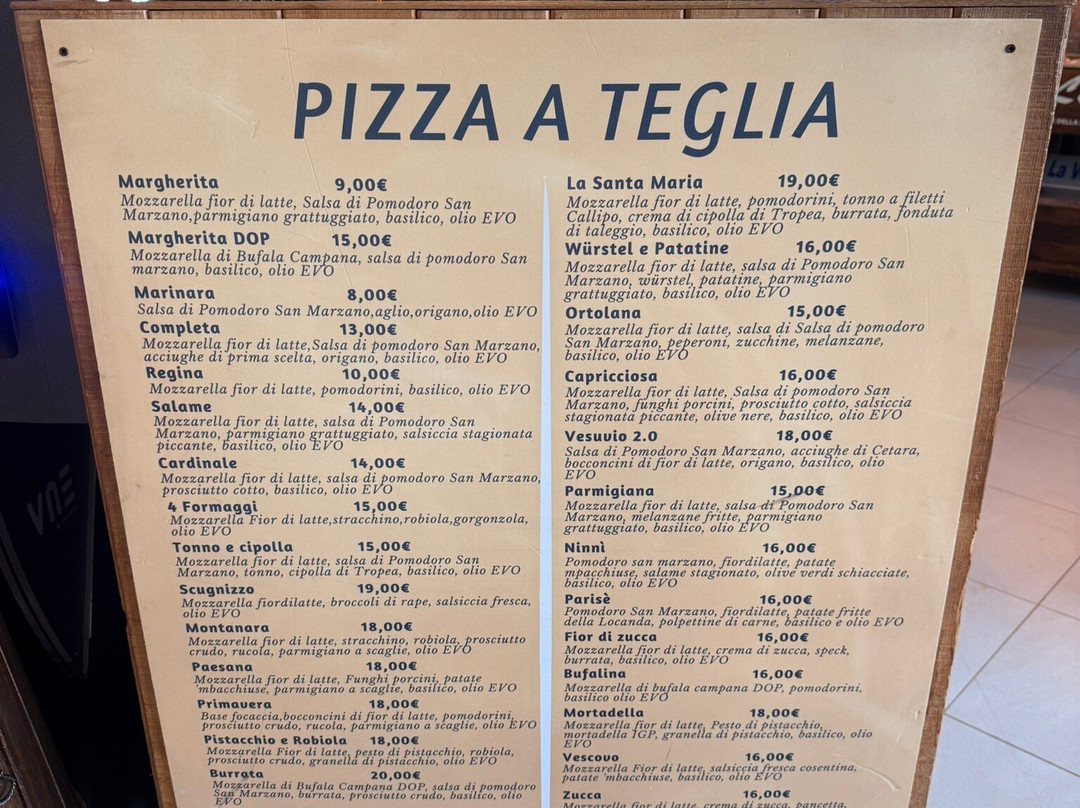 PIZZA A TEGLIA
Margherita 9,00€
Mozzarella fior di latte, Salsa di Pomodoro San
Marzano,parmigiano grattuggiato, basilico, olio EVO
Margherita DOP 15,00€
Mozzarella di Bufala Campana, salsa di pomodoro San
marzano, basilico, olio EVO
Marinara 8,00€
Salsa di Pomodoro San Marzano,aglio,origano,olio EVO
Completa 13,00€
Mozzarella fior di latte,Salsa di pomodoro San Marzano,
acciughe di prima scelta, origano, basilico, olio EVO
Regina 10,00€
Mozzarella fior di latte, pomodorini, basilico, olio EVO
Salame 14,00€
Mozzarella fior di latte, salsa di Pomodoro San
Marzano, parmigiano grattuggiato, salsiccia stagionata
piccante, basilico, olio EVO
Cardinale 14,00€
Mozzarella fior di latte, salsa di pomodoro San Marzano,
prosciutto cotto, basilico, olio EVO
4 Formaggi 15,00€
Mozzarella Fior di latte,stracchino,robiola,gorgonzola,
olio EVO
Tonno e cipolla 15,00€
Mozzarella fior di latte, salsa di Pomodoro San
Marzano, tonno, cipolla di Tropea, basilico, olio EVO
Scugnizzo 19,00€
Mozzarella fiordilatte, broccoli di rape, salsiccia fresca,
olio EVO
Montanara 18,00€
Mozzarella fior di latte, stracchino, robiola, prosciutto
crudo, rucola, parmigiano a scaglie, olio EVO
Paesana 18,00€
Mozzarella fior di latte, Funghi porcini, patate
'mbacchiuse, parmigiano a scaglie, basilico, olio EVO
Primavera 18,00€
Base focaccia,bocconcini di fior di latte, pomodorini,
prosciutto crudo, rucola, parmigiano a scaglie, olio EVO
Pistacchio e Robiola 18,00€
Mozzarella Fior di latte, pesto di pistacchio, robiola,
prosciutto crudo, granella di pistacchio, olio EVO
Burrata 20,00€
Mozzarella di Bufala Campana DOP, salsa di pomodoro
San Marzano, burrata, prosciutto crudo, basilico, olio
EVO
La Santa Maria 19,00€
Mozzarella fior di latte, pomodorini, tonno a filetti
Callipo, crema di cipolla di Tropea, burrata, fonduta
di taleggio, basilico, olio EVO
Würstel e Patatine 16,00€
Mozzarella fior di latte, salsa di Pomodoro San
Marzano, würstel, patatine, parmigiano
grattuggiato, basilico, olio EVO
Ortolana 15,00€
Mozzarella fior di latte, salsa di Salsa di pomodoro
San Marzano, peperoni, zucchine, melanzane,
basilico, olio EVO
Capricciosa 16,00€
Mozzarella fior di latte, Salsa di pomodoro San
Marzano, funghi porcini, prosciutto cotto, salsiccia
stagionata piccante, olive nere, basilico, olio EVO
Vesuvio 2.0 18,00€
Salsa di Pomodoro San Marzano, acciughe di Cetara,
bocconcini di fior di latte, origano, basilico, olio
EVO
Parmigiana 15,00€
Mozzarella fior di latte, salsa di Pomodoro San
Marzano, melanzane fritte, parmigiano
grattuggiato, basilico, olio EVO
Ninnì 16,00€
Pomodoro san marzano, fiordilatte, patate
mpacchiuse, salame stagionato, olive verdi schiacciate,
basilico, olio EVO
Parisè 16,00€
Pomodoro San Marzano, fiordilatte, patate fritte
della Locanda, polpettine di carne, basilico e olio EVO
Fior di zucca 16,00€
Mozzarella fior di latte, crema di zucca, speck,
burrata, basilico, olio EVO
Bufalina 16,00€
Mozzarella di bufala campana DOP, pomodorini,
basilico olio EVO
Mortadella 18,00€
Mozzarella fior di latte, Pesto di pistacchio,
mortadella IGP, granella di pistacchio, basilico, olio
EVO
Vescovo 16,00€
Mozzarella Fior di latte, salsiccia fresca cosentina,
patate 'mbacchiuse, basilico, olio EVO
Zucca 16,00€
Mozzarella fior di latte, crema di zucca, pancetta,
VNE
DELLA
La V